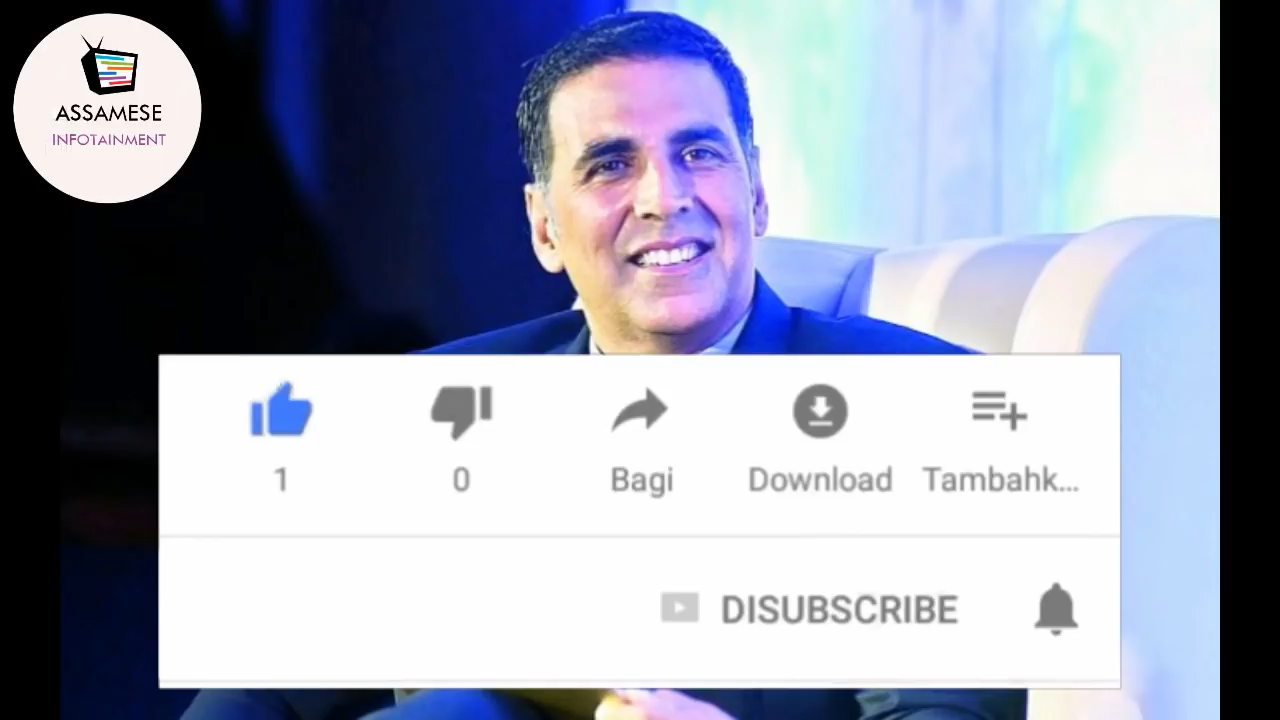 ASSAMESE
INFOTAINMENT
1 0 Bagi Download Tambahk...
DISUBSCRIBE